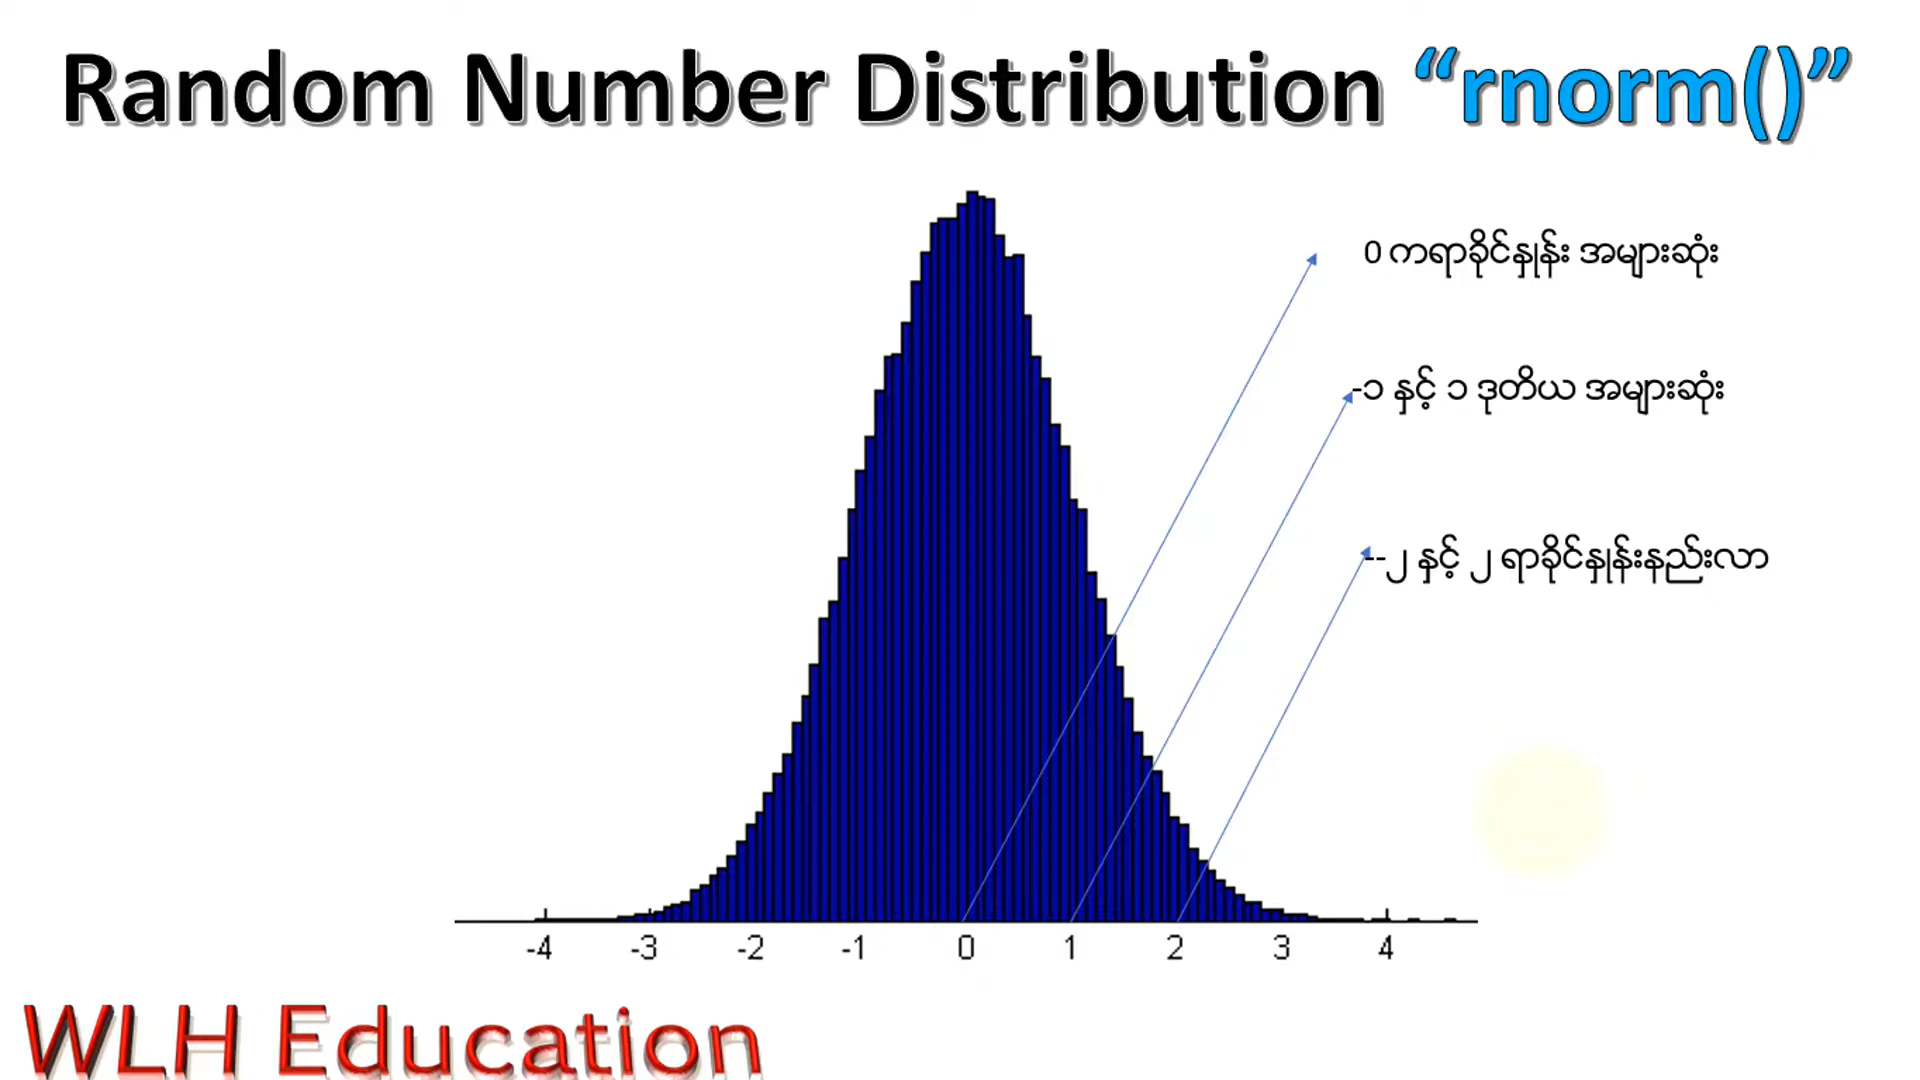 Random Number Distribution “rnorm()”
0 ကရာခိုင်နှုန်း အများဆုံး
-၁ နှင့် ၁ ဒုတိယ အများဆုံး
--၂ နှင့် ၂ ရာခိုင်နှုန်းနည်းလာ
-4 -3 -2 -1 0 1 2 3 4
WLH Education